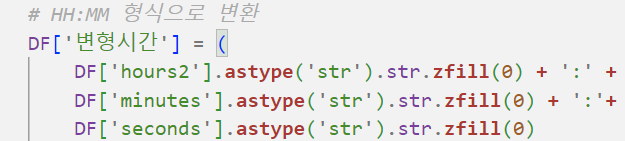 # HH:MM 형식으로 변환
DF['변형시간'] = (
DF['hours2'].astype('str').str.zfill(0) + ':' +
DF['minutes'].astype('str').str.zfill(0) + ':'+
DF['seconds'].astype('str').str.zfill(0)